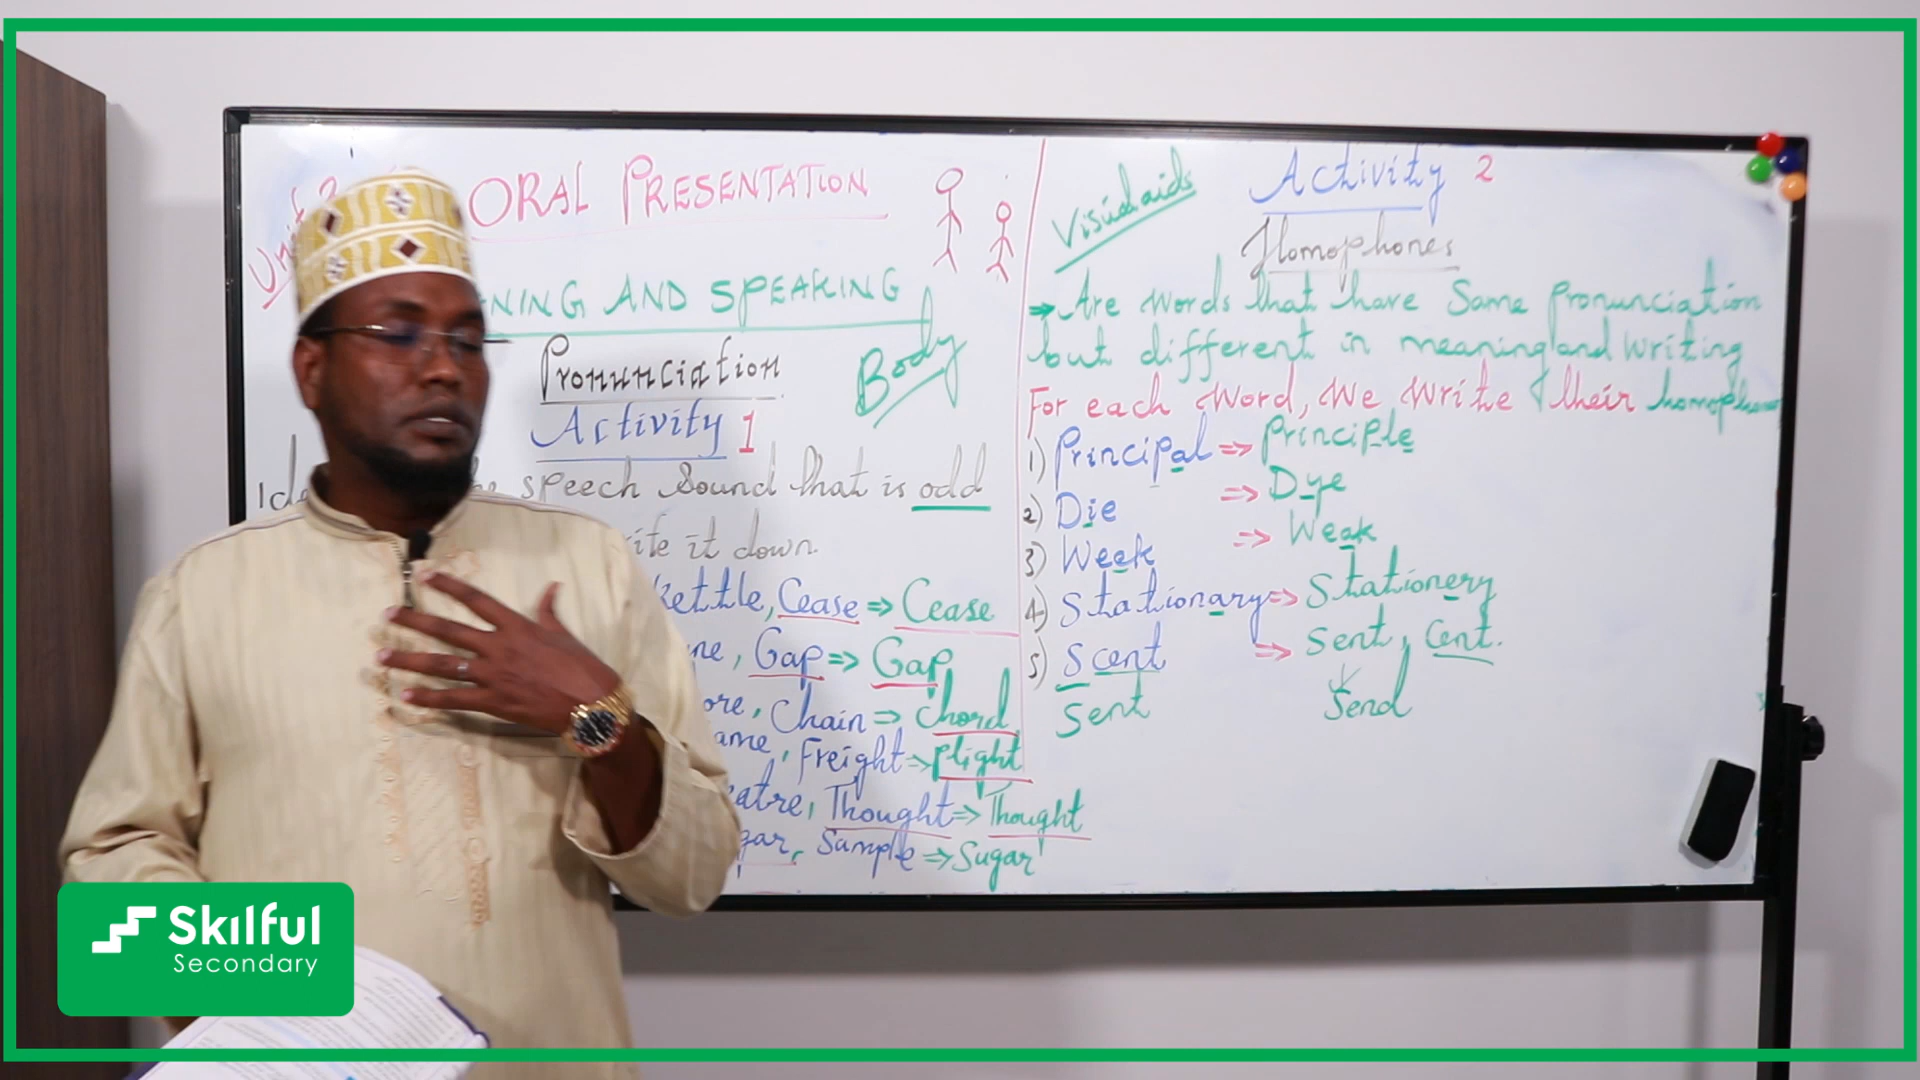 ORAL PRESENTATION
NING AND SPEAKING
Pronunciation
Body
Activity 1
speech Sound that is odd
ite it down
Kettle, Cease => Cease
Gap => Gap
ore, Chain => Chord
ame, Freight => Plight
eatre, Thought => Thought
gar, Sample => Sugar
Visual aids
Activity 2
Homophones
→ Are words that have Same Pronunciation
but different in meaning and Writing
For each Word, We Write their homophone
1) Principal => Principle
2) Die => Dye
3) Week => Weak
4) Stationary => Stationery
5) Scent => Sent, Cent.
Sent Send
Skilful
Secondary